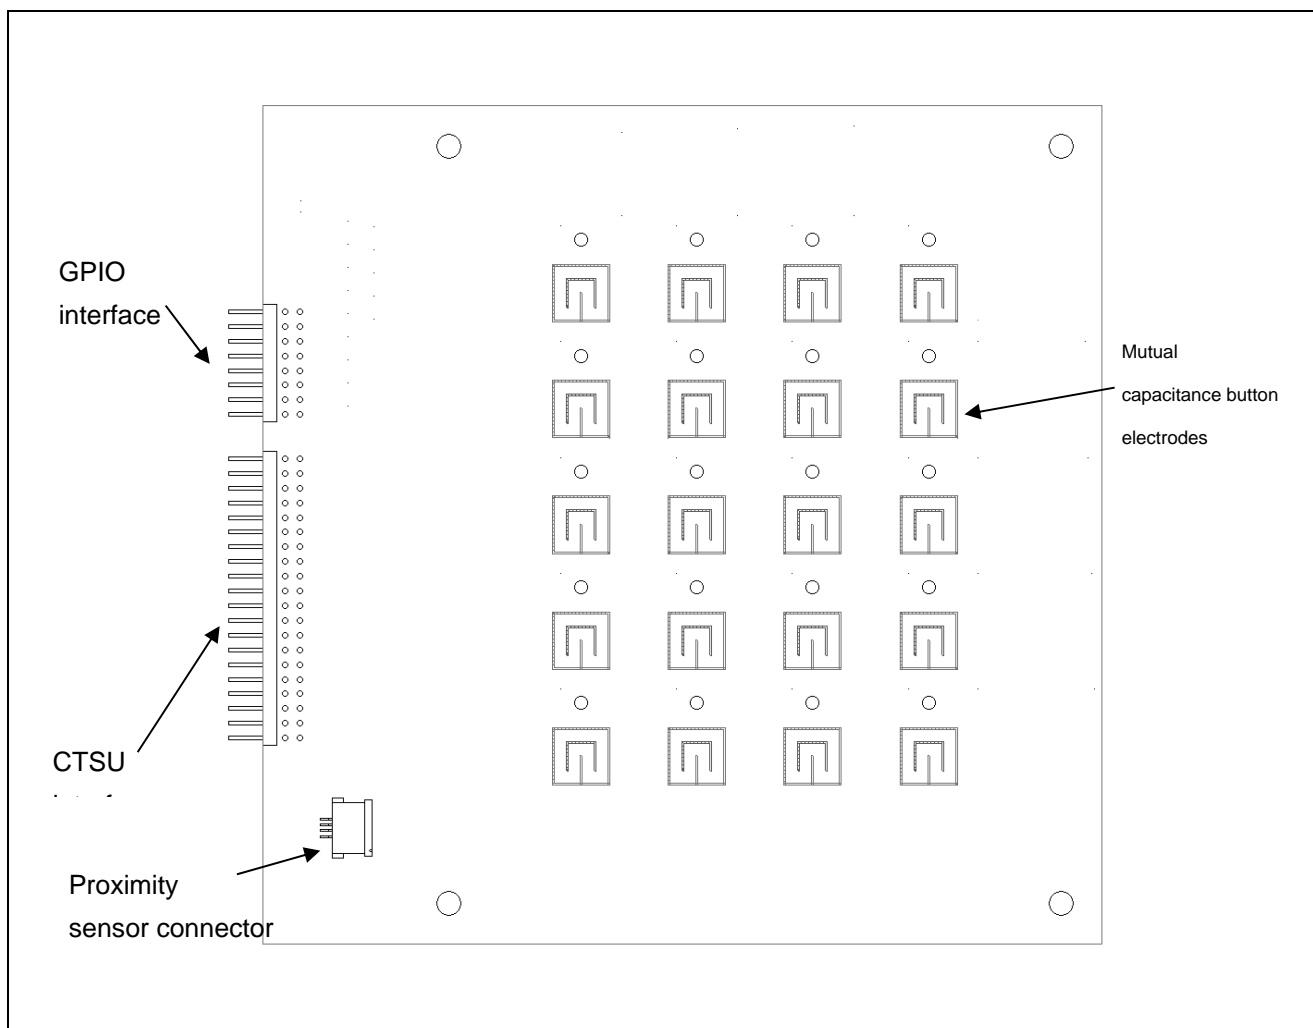 GPIO
interface
Mutual
capacitance button
electrodes
CTSU
Proximity
sensor connector